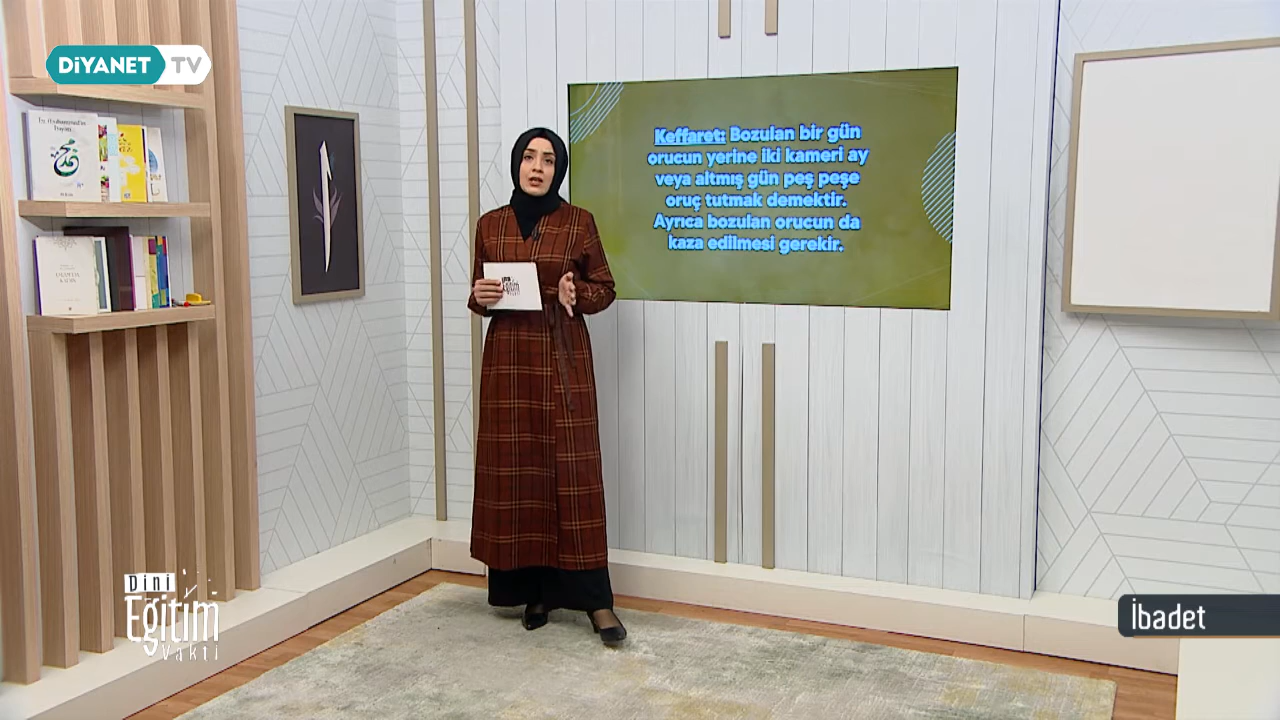 DİYANET TV
Keffaret: Bozulan bir gün
orucun yerine iki kameri ay
veya altmış gün peş peşe
oruç tutmak demektir.
Ayrıca bozulan orucun da
kaza edilmesi gerekir.
Dini
Eğitim
Vakti
İbadet